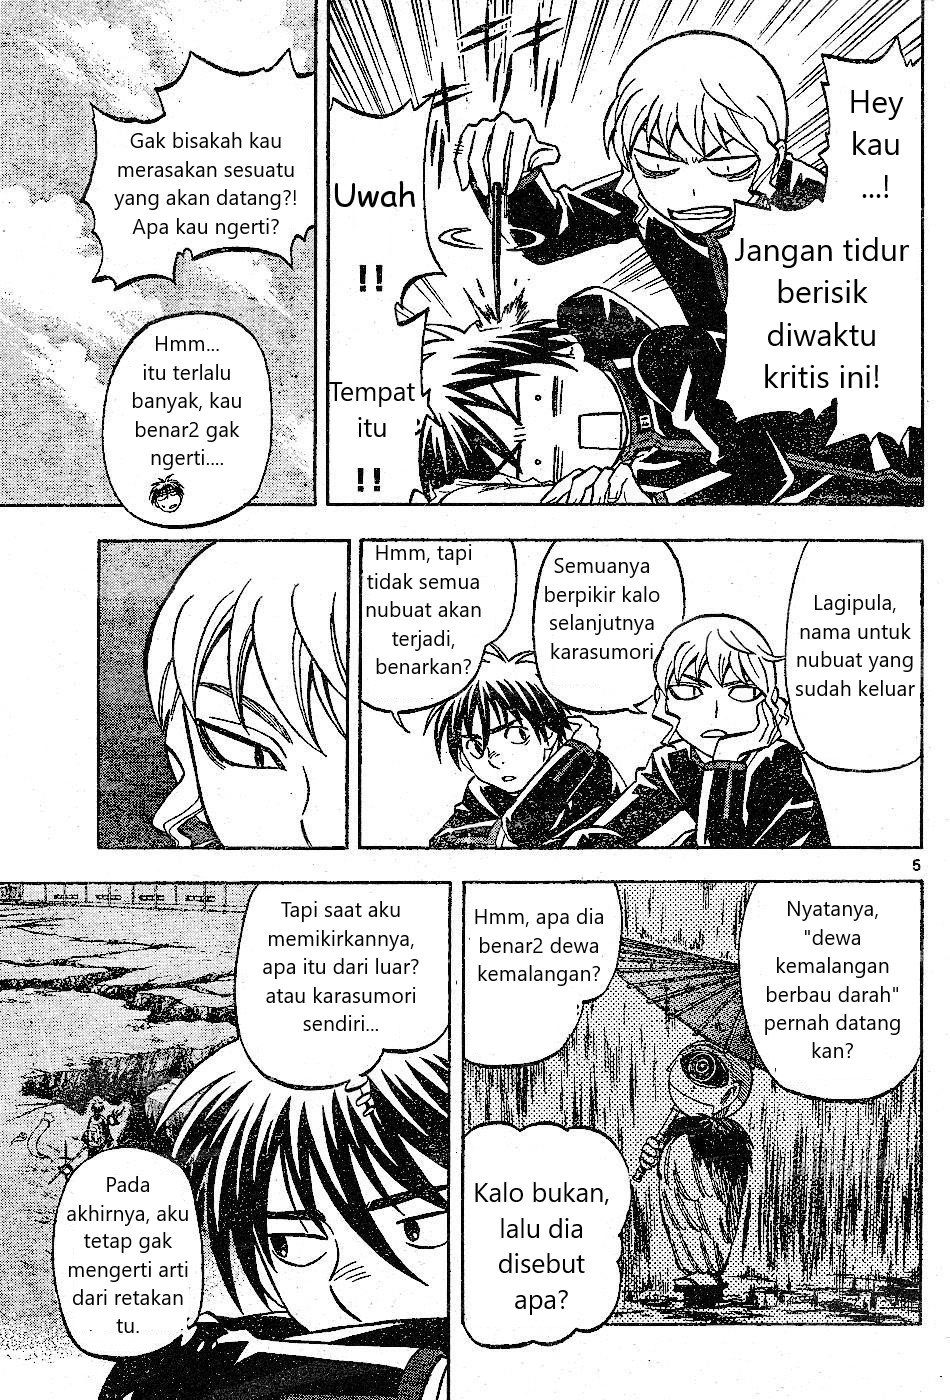 Hey
kau
...!
Jangan tidur
berisik
diwaktu
kritis ini!
Uwah
!!
Tempat
itu
!!
Gak bisakah kau
merasakan sesuatu
yang akan datang?!
Apa kau ngerti?
Hmm...
itu terlalu
banyak, kau
benar2 gak
ngerti....
Lagipula,
nama untuk
nubuat yang
sudah keluar
Semuanya
berpikir kalo
selanjutnya
karasumori
Hmm, tapi
tidak semua
nubuat akan
terjadi,
benarkan?
5
Nyatanya,
"dewa
kemalangan
berbau darah"
pernah datang
kan?
Hmm, apa dia
benar2 dewa
kemalangan?
Kalo bukan,
lalu dia
disebut
apa?
Tapi saat aku
memikirkannya,
apa itu dari luar?
atau karasumori
sendiri...
Pada
akhirnya, aku
tetap gak
mengerti arti
dari retakan
tu.